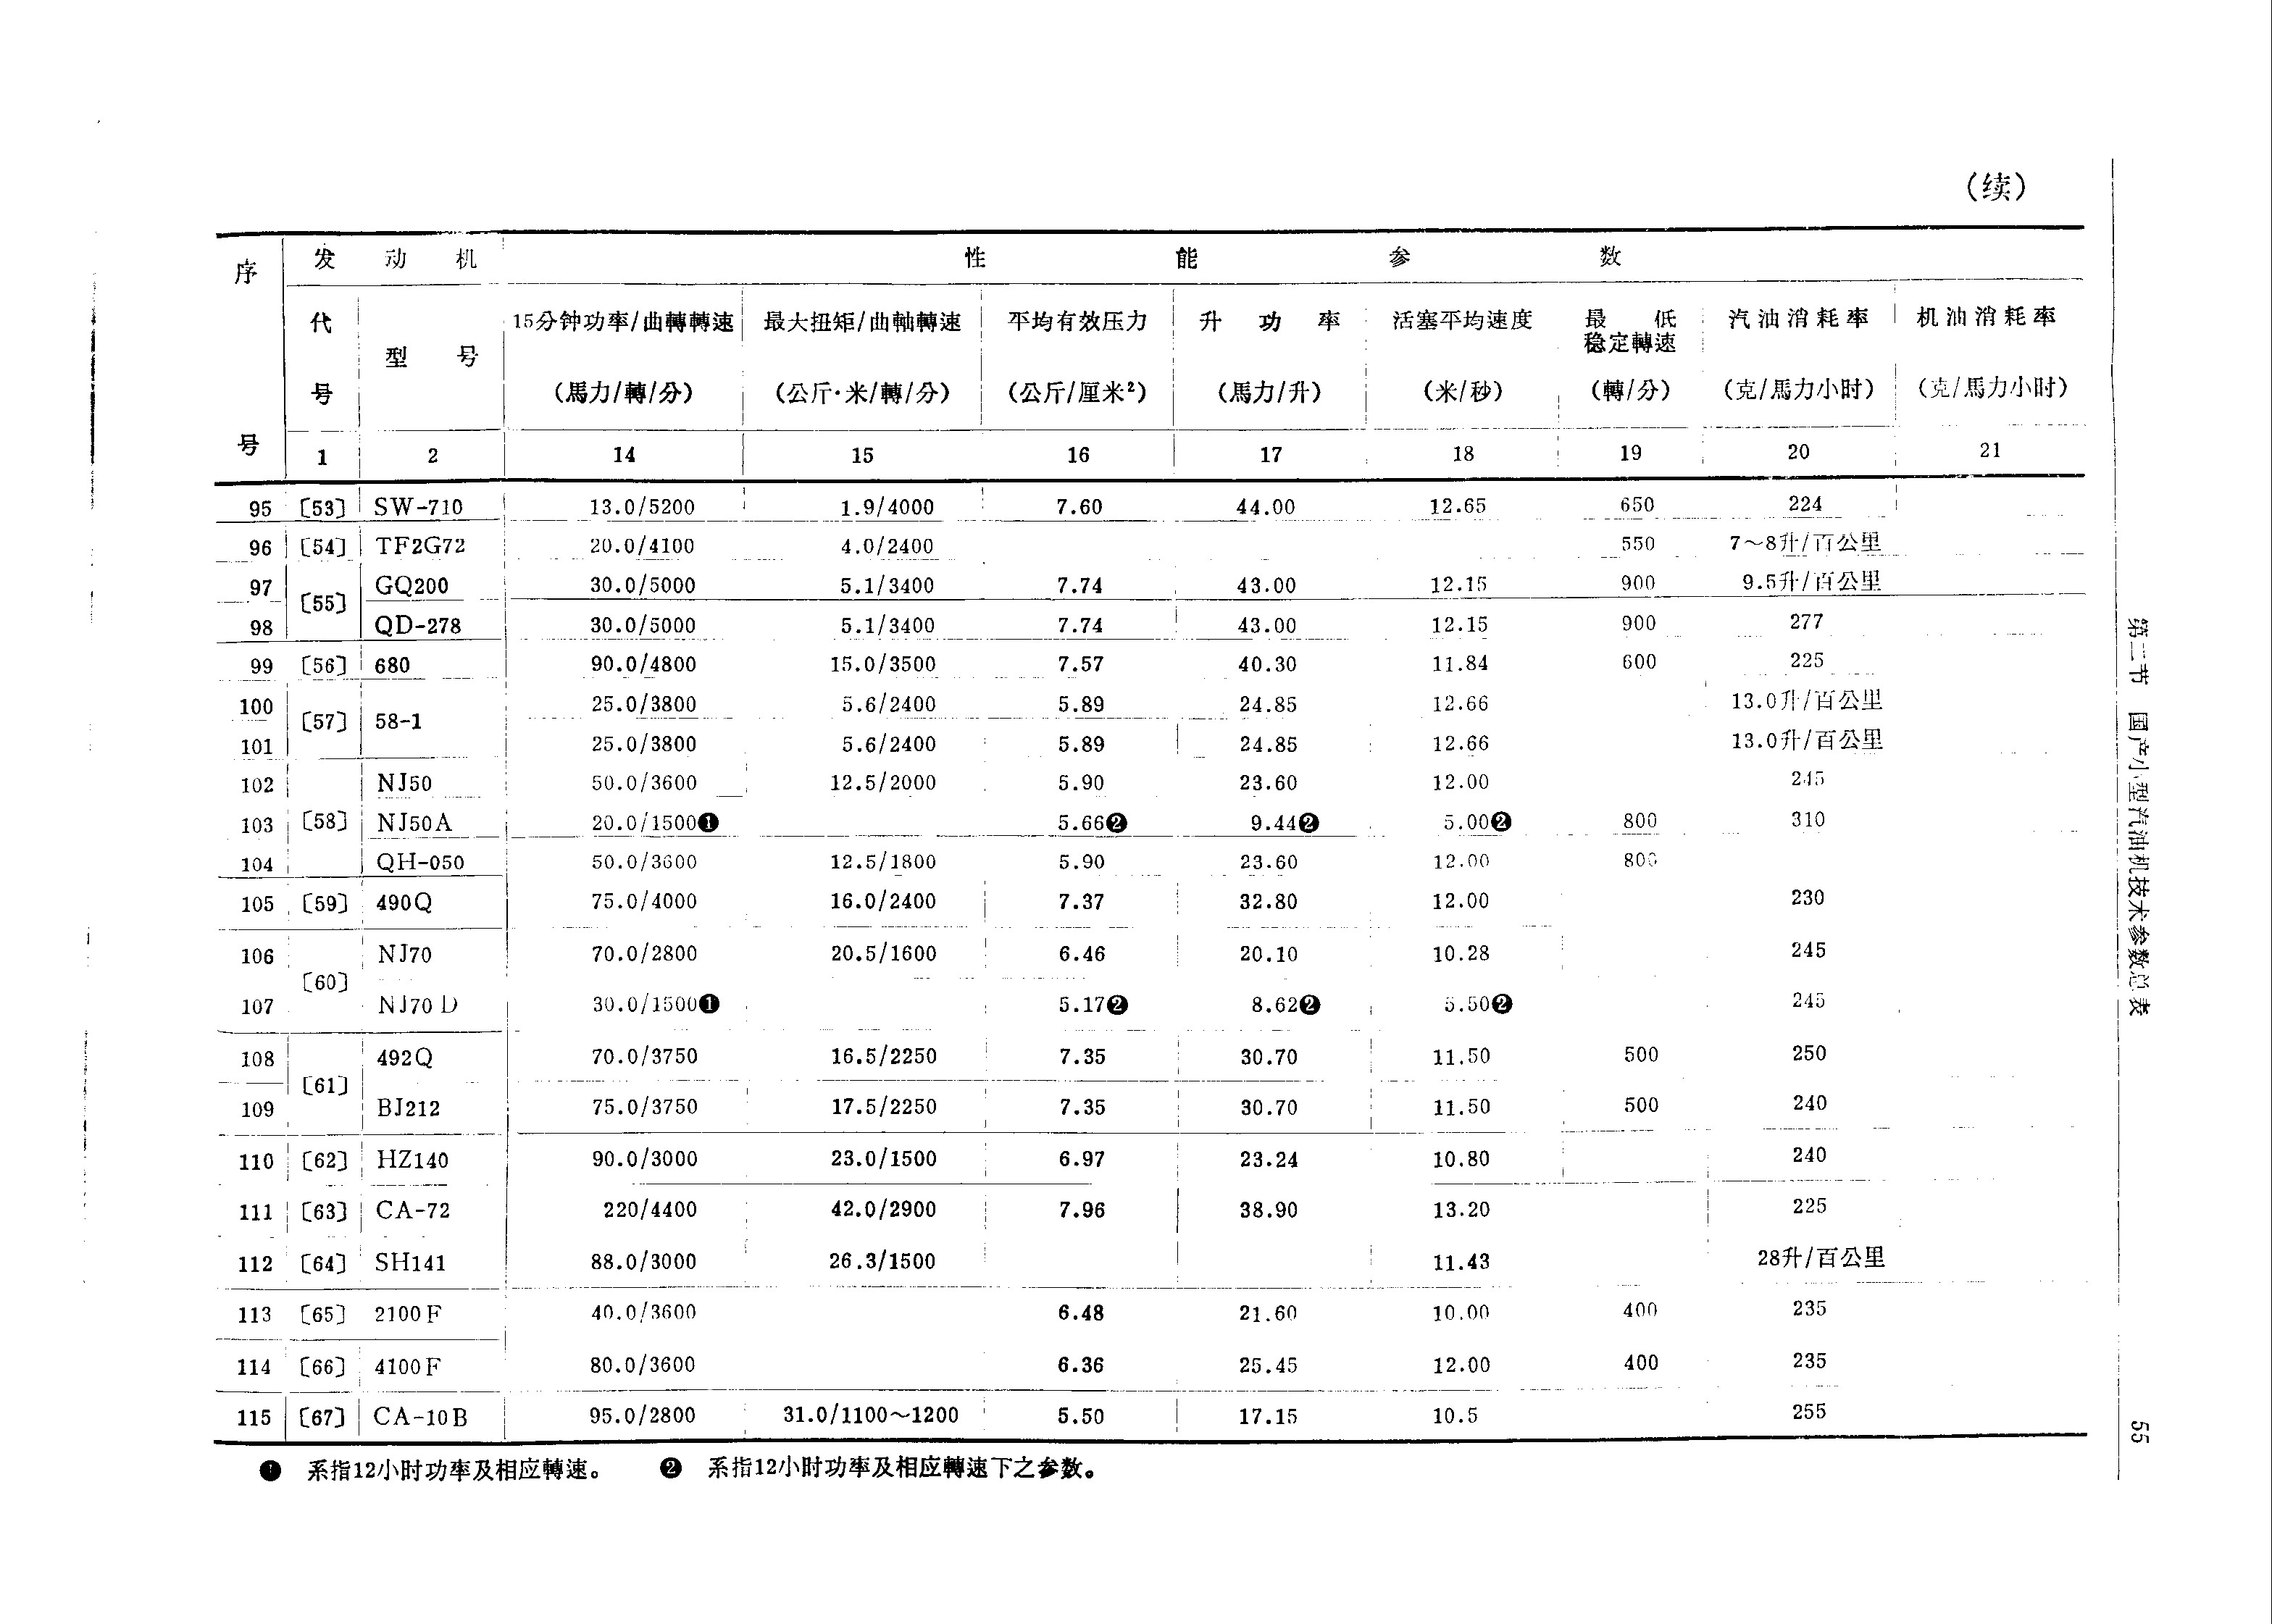 （续）
序号 发动机 性能参数
代号 型号 15分钟功率/曲轉轉速 最大扭矩/曲軸轉速 平均有效压力 升功率 活塞平均速度 最低稳定轉速 汽油消耗率 机油消耗率
（馬力/轉/分） （公斤·米/轉/分） （公斤/厘米²） （馬力/升） （米/秒） （轉/分） （克/馬力小时） （克/馬力小时）
1 2 14 15 16 17 18 19 20 21
95 〔53〕 SW-710 13.0/5200 1.9/4000 7.60 44.00 12.65 650 224
96 〔54〕 TF2G72 20.0/4100 4.0/2400 550 7～8升/百公里
97 〔55〕 GQ200 30.0/5000 5.1/3400 7.74 43.00 12.15 900 9.5升/百公里
98 QD-278 30.0/5000 5.1/3400 7.74 43.00 12.15 900 277
99 〔56〕 680 90.0/4800 15.0/3500 7.57 40.30 11.84 600 225
100 〔57〕 58-1 25.0/3800 5.6/2400 5.89 24.85 12.66 13.0升/百公里
101 25.0/3800 5.6/2400 5.89 24.85 12.66 13.0升/百公里
102 NJ50 50.0/3600 12.5/2000 5.90 23.60 12.00 245
103 〔58〕 NJ50A 20.0/1500❶ 5.66❷ 9.44❷ 5.00❷ 800 310
104 QH-050 50.0/3600 12.5/1800 5.90 23.60 12.00 800
105 〔59〕 490Q 75.0/4000 16.0/2400 7.37 32.80 12.00 230
106 〔60〕 NJ70 70.0/2800 20.5/1600 6.46 20.10 10.28 245
107 NJ70D 30.0/1500❶ 5.17❷ 8.62❷ 5.50❷ 245
108 〔61〕 492Q 70.0/3750 16.5/2250 7.35 30.70 11.50 500 250
109 BJ212 75.0/3750 17.5/2250 7.35 30.70 11.50 500 240
110 〔62〕 HZ140 90.0/3000 23.0/1500 6.97 23.24 10.80 240
111 〔63〕 CA-72 220/4400 42.0/2900 7.96 38.90 13.20 225
112 〔64〕 SH141 88.0/3000 26.3/1500 11.43 28升/百公里
113 〔65〕 2100F 40.0/3600 6.48 21.60 10.00 400 235
114 〔66〕 4100F 80.0/3600 6.36 25.45 12.00 400 235
115 〔67〕 CA-10B 95.0/2800 31.0/1100～1200 5.50 17.15 10.5 255
❶ 系指12小时功率及相应轉速。 ❷ 系指12小时功率及相应轉速下之参数。
第二节 国产小型汽油机技术参数总表
55